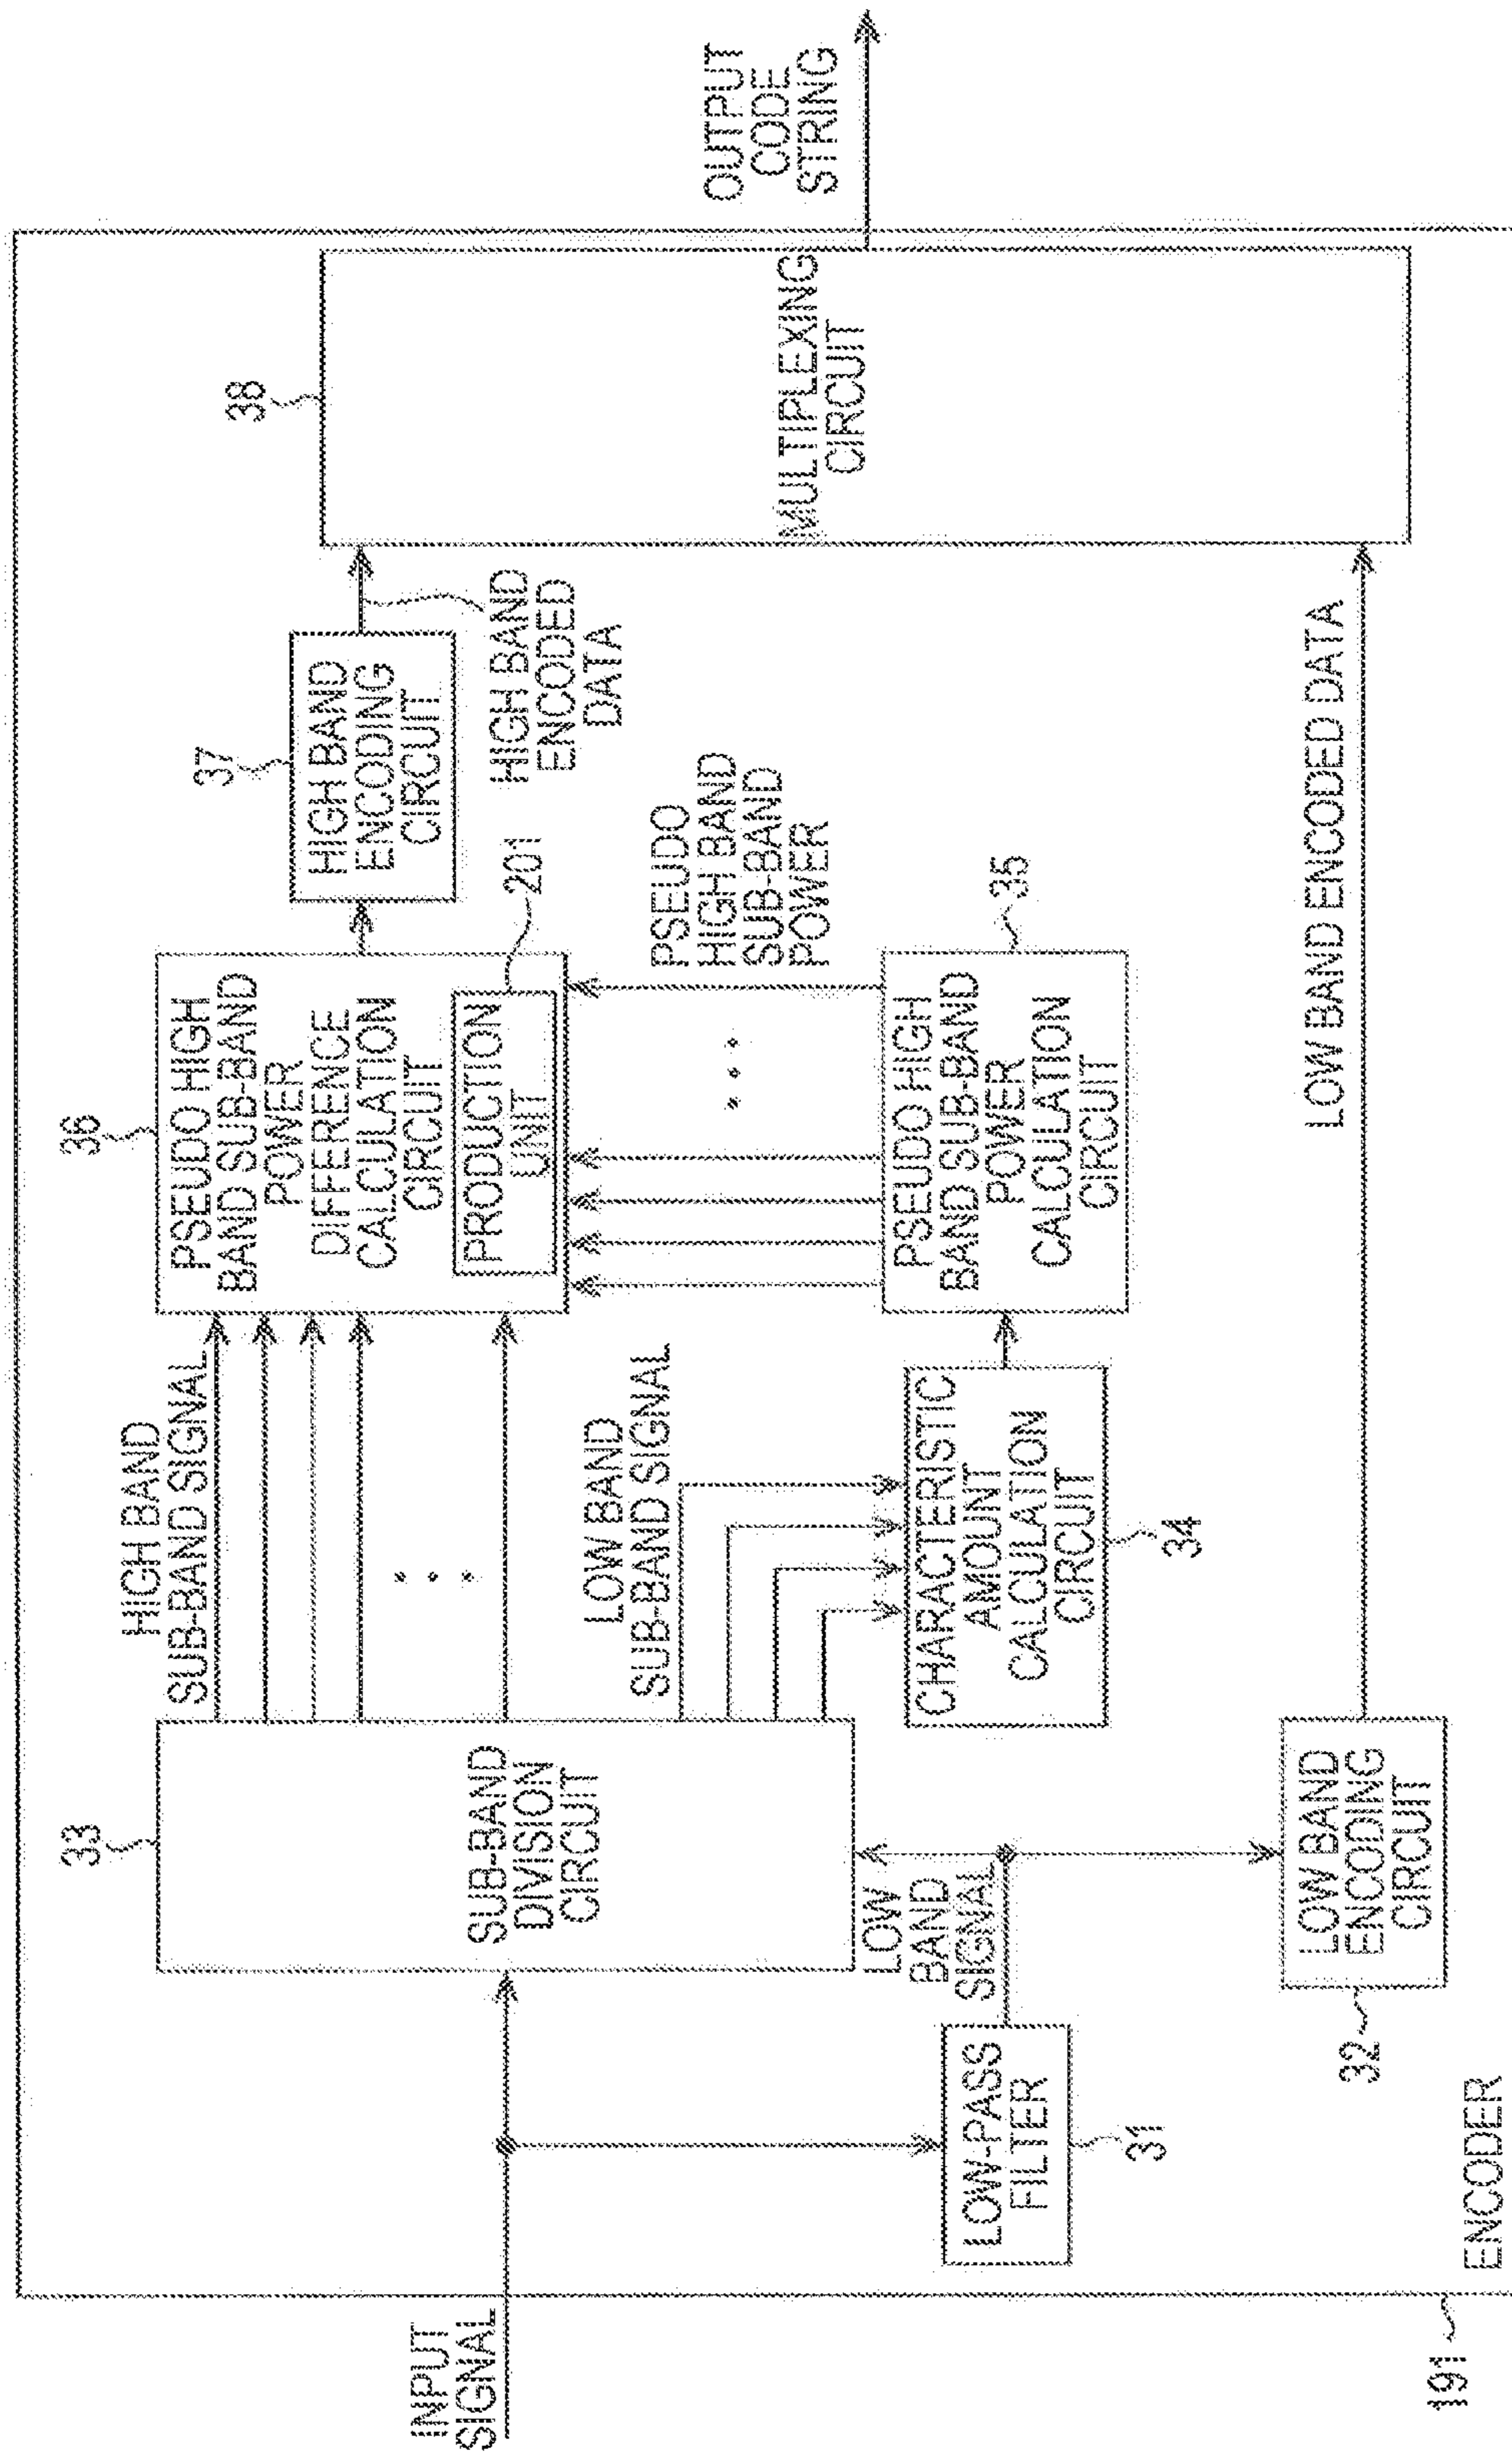 INPUT
SIGNAL
191
ENCODER
33
SUB-BAND
DIVISION
CIRCUIT
LOW-PASS
FILTER
31
LOW
BAND
SIGNAL
LOW BAND
ENCODING
CIRCUIT
32
HIGH BAND
SUB-BAND SIGNAL
LOW BAND
SUB-BAND SIGNAL
CHARACTERISTIC
AMOUNT
CALCULATION
CIRCUIT
34
36
PSEUDO HIGH
BAND SUB-BAND
POWER
DIFFERENCE
CALCULATION
CIRCUIT
PRODUCTION
UNIT
201
PSEUDO
HIGH BAND
SUB-BAND
POWER
PSEUDO HIGH
BAND SUB-BAND
POWER
CALCULATION
CIRCUIT
35
37
HIGH BAND
ENCODING
CIRCUIT
HIGH BAND
ENCODED
DATA
LOW BAND ENCODED DATA
38
MULTIPLEXING
CIRCUIT
OUTPUT
CODE
STRING